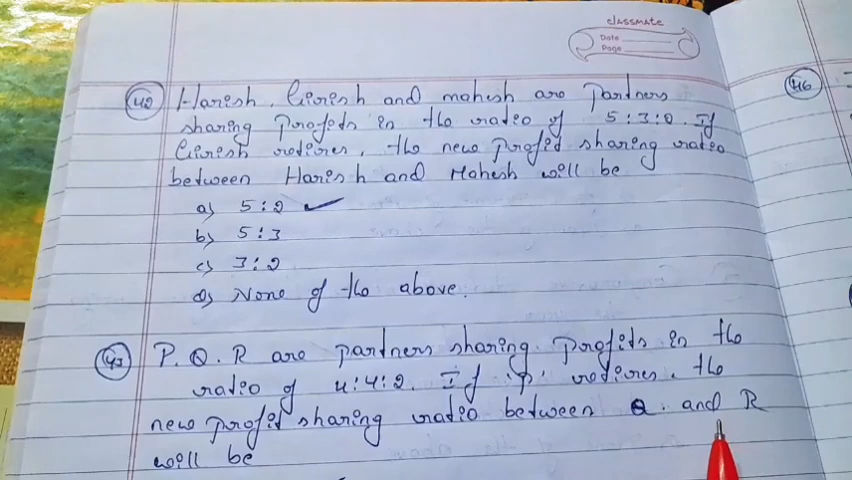 classmate
Date
Page
42 Harish, Girish and mahesh are Partners
sharing profits in the ratio of 5:3:2. If
Girish retires, the new profit sharing ratio
between Harish and Mahesh will be
a) 5:2
b) 5:3
c) 3:2
d) None of the above.
43 P. Q. R are partners sharing profits in the
ratio of 4:4:2. If 'p' retires, the
new profit sharing ratio between Q. and R
will be
46